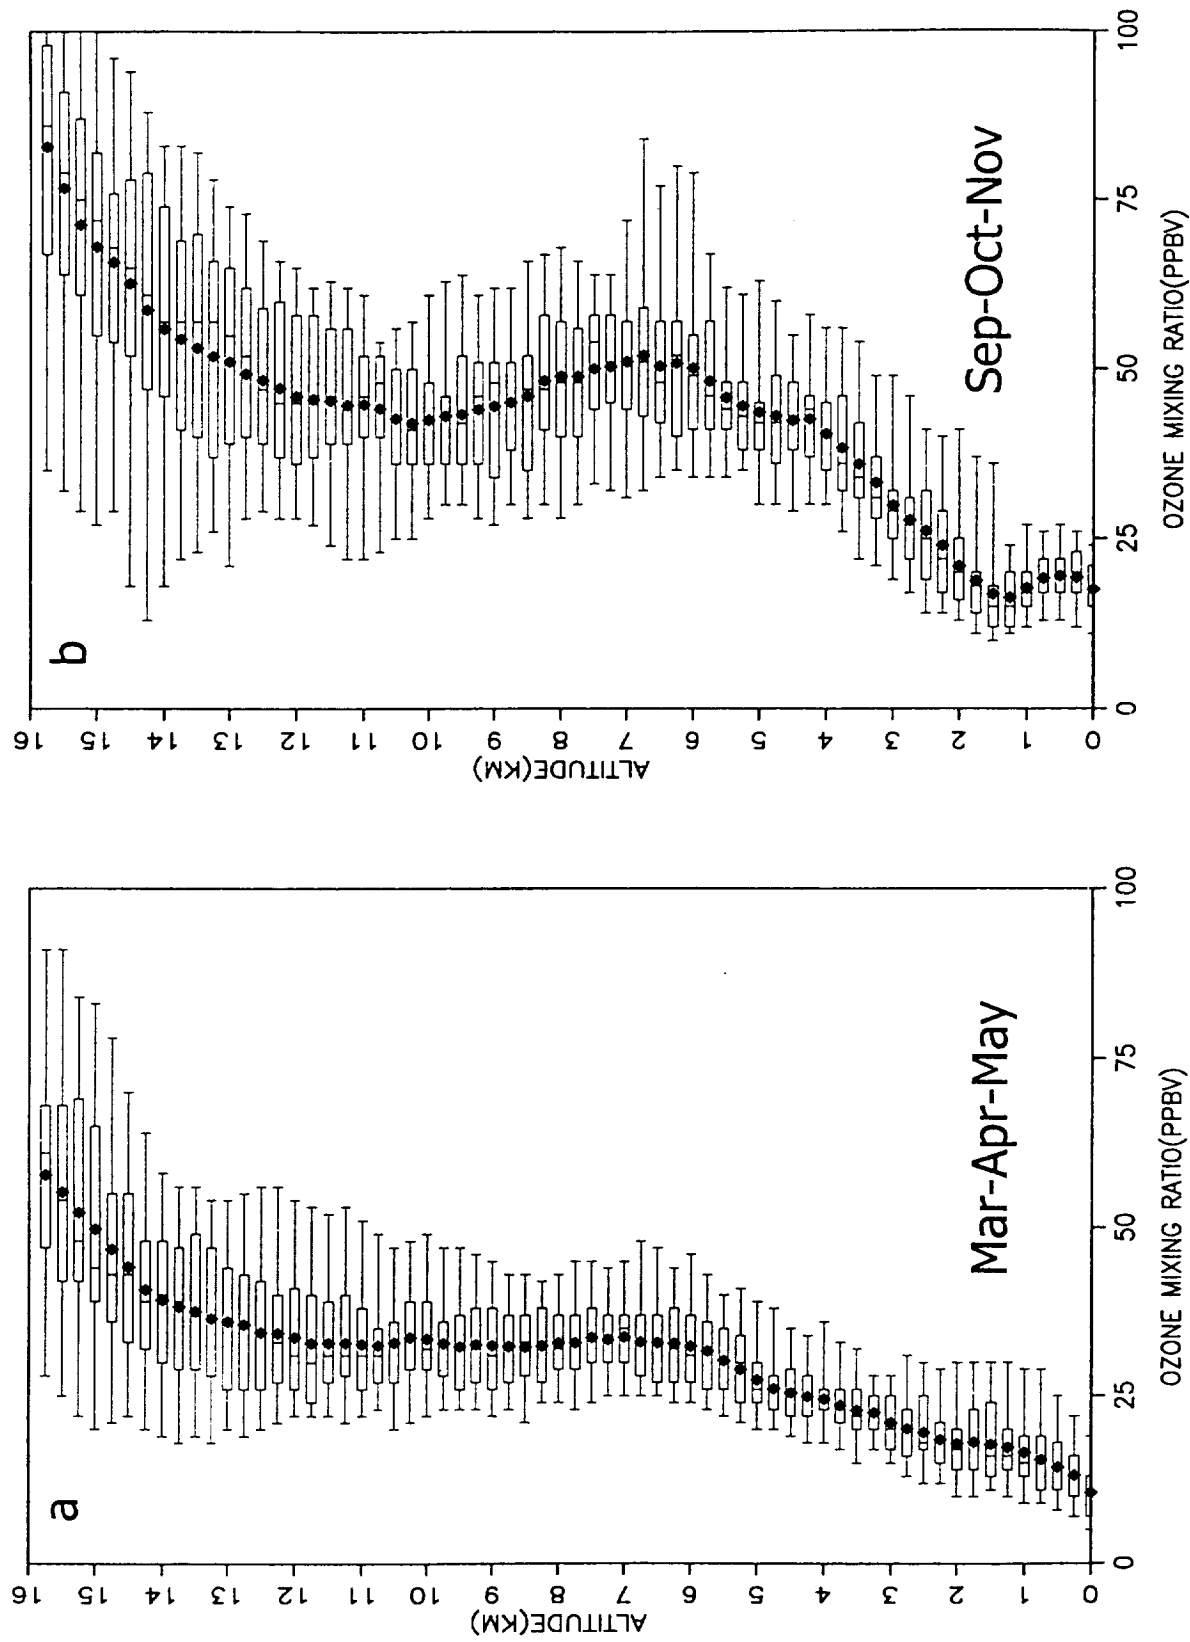 a
Mar-Apr-May
ALTITUDE(KM)
0 1 2 3 4 5 6 7 8 9 10 11 12 13 14 15 16
0 25 50 75 100
OZONE MIXING RATIO(PPBV)
b
Sep-Oct-Nov
ALTITUDE(KM)
0 1 2 3 4 5 6 7 8 9 10 11 12 13 14 15 16
0 25 50 75 100
OZONE MIXING RATIO(PPBV)